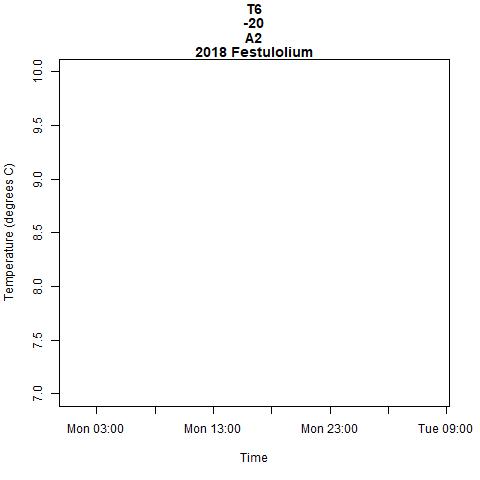 T6
-20
A2
2018 Festulolium
10.0
9.5
9.0
8.5
8.0
7.5
7.0
Temperature (degrees C)
Mon 03:00 Mon 13:00 Mon 23:00 Tue 09:00
Time